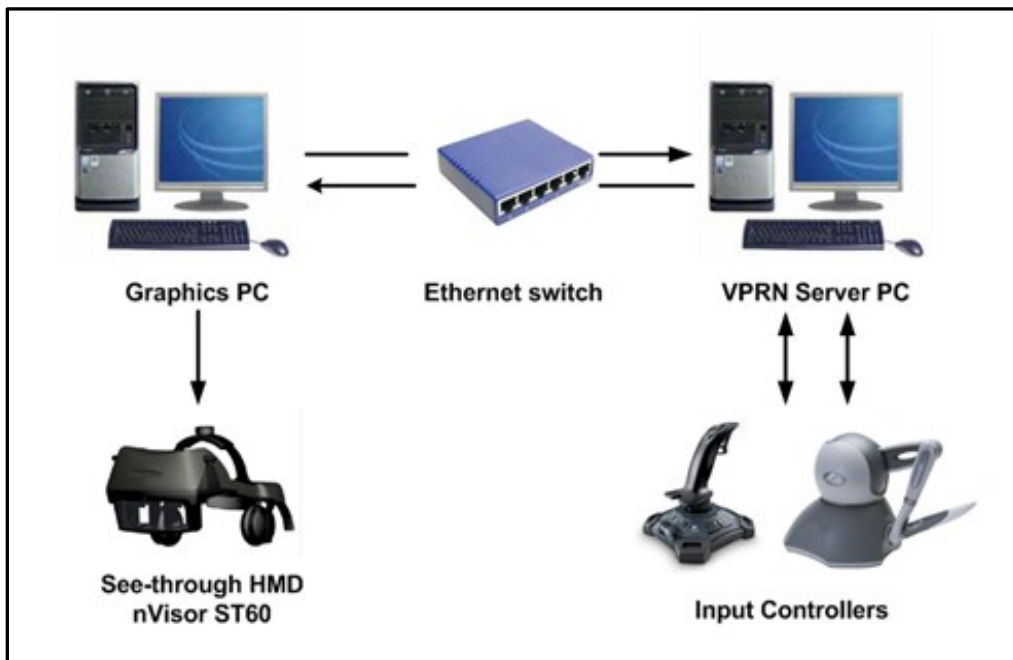 Graphics PC
Ethernet switch
VPRN Server PC
See-through HMD
nVisor ST60
Input Controllers